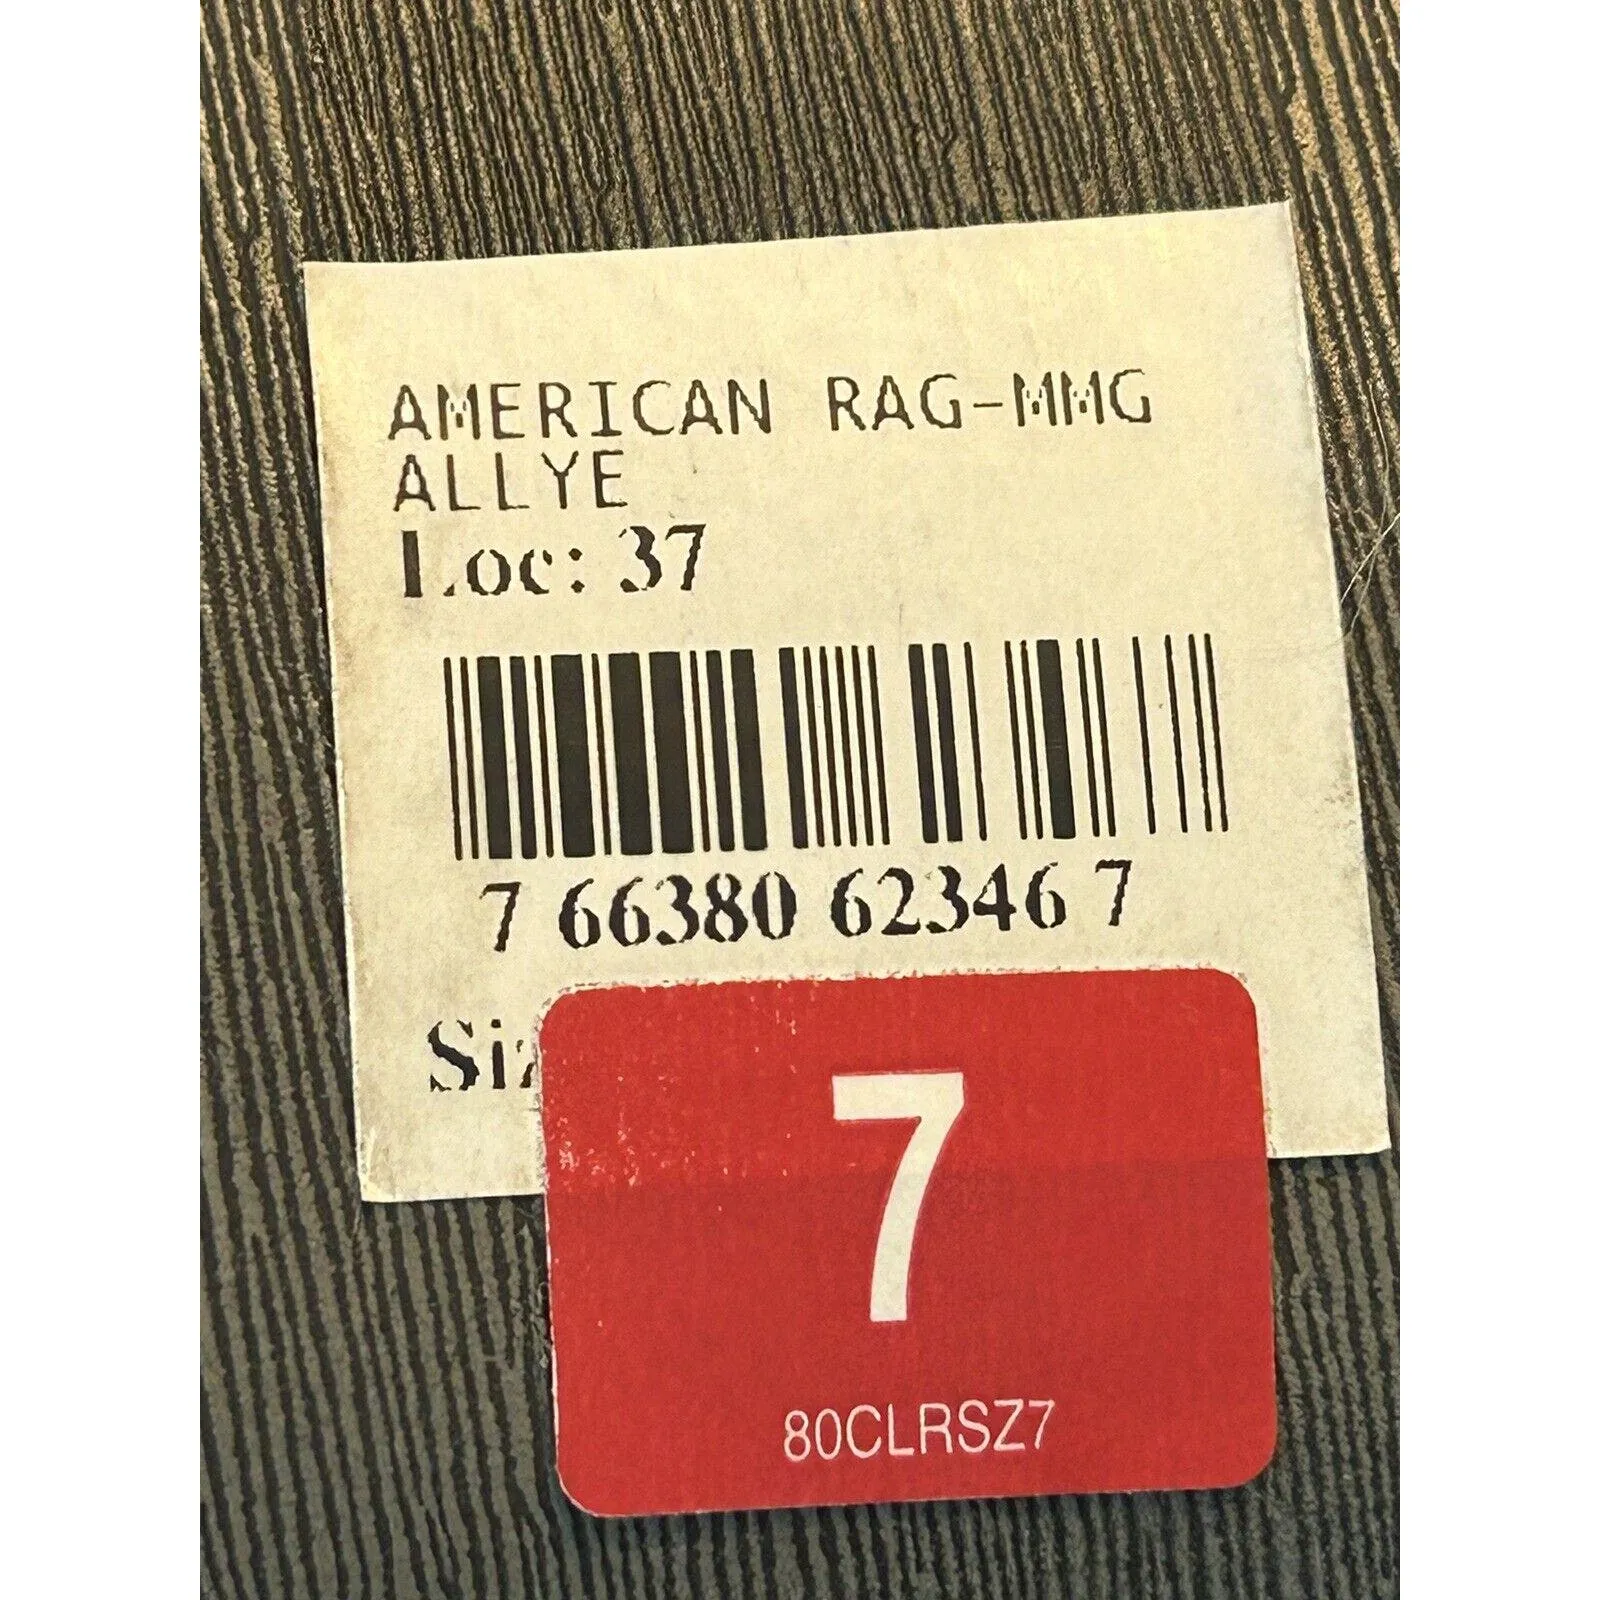 AMERICAN RAG-MMG
ALLYE
Loc: 37
7 66380 62346 7
7
80CLRSZ7